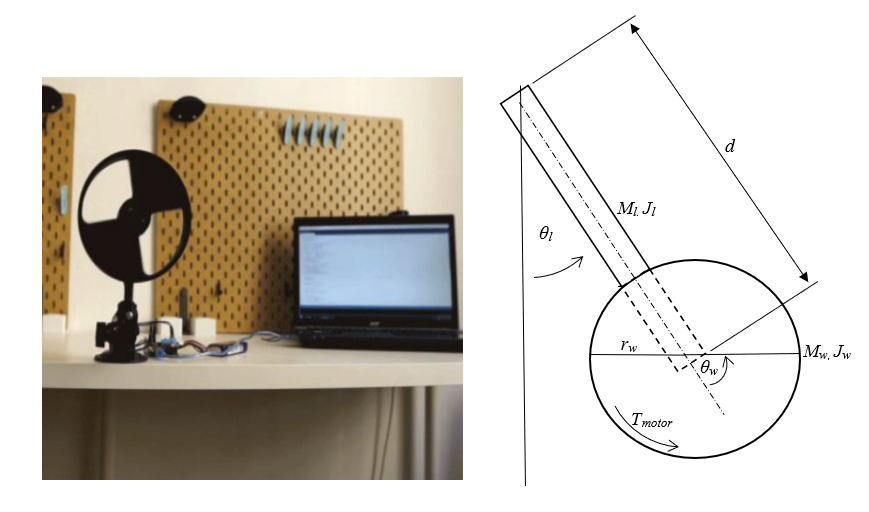 d
M_l, J_l
θ_l
r_w
M_w, J_w
θ_w
T_motor